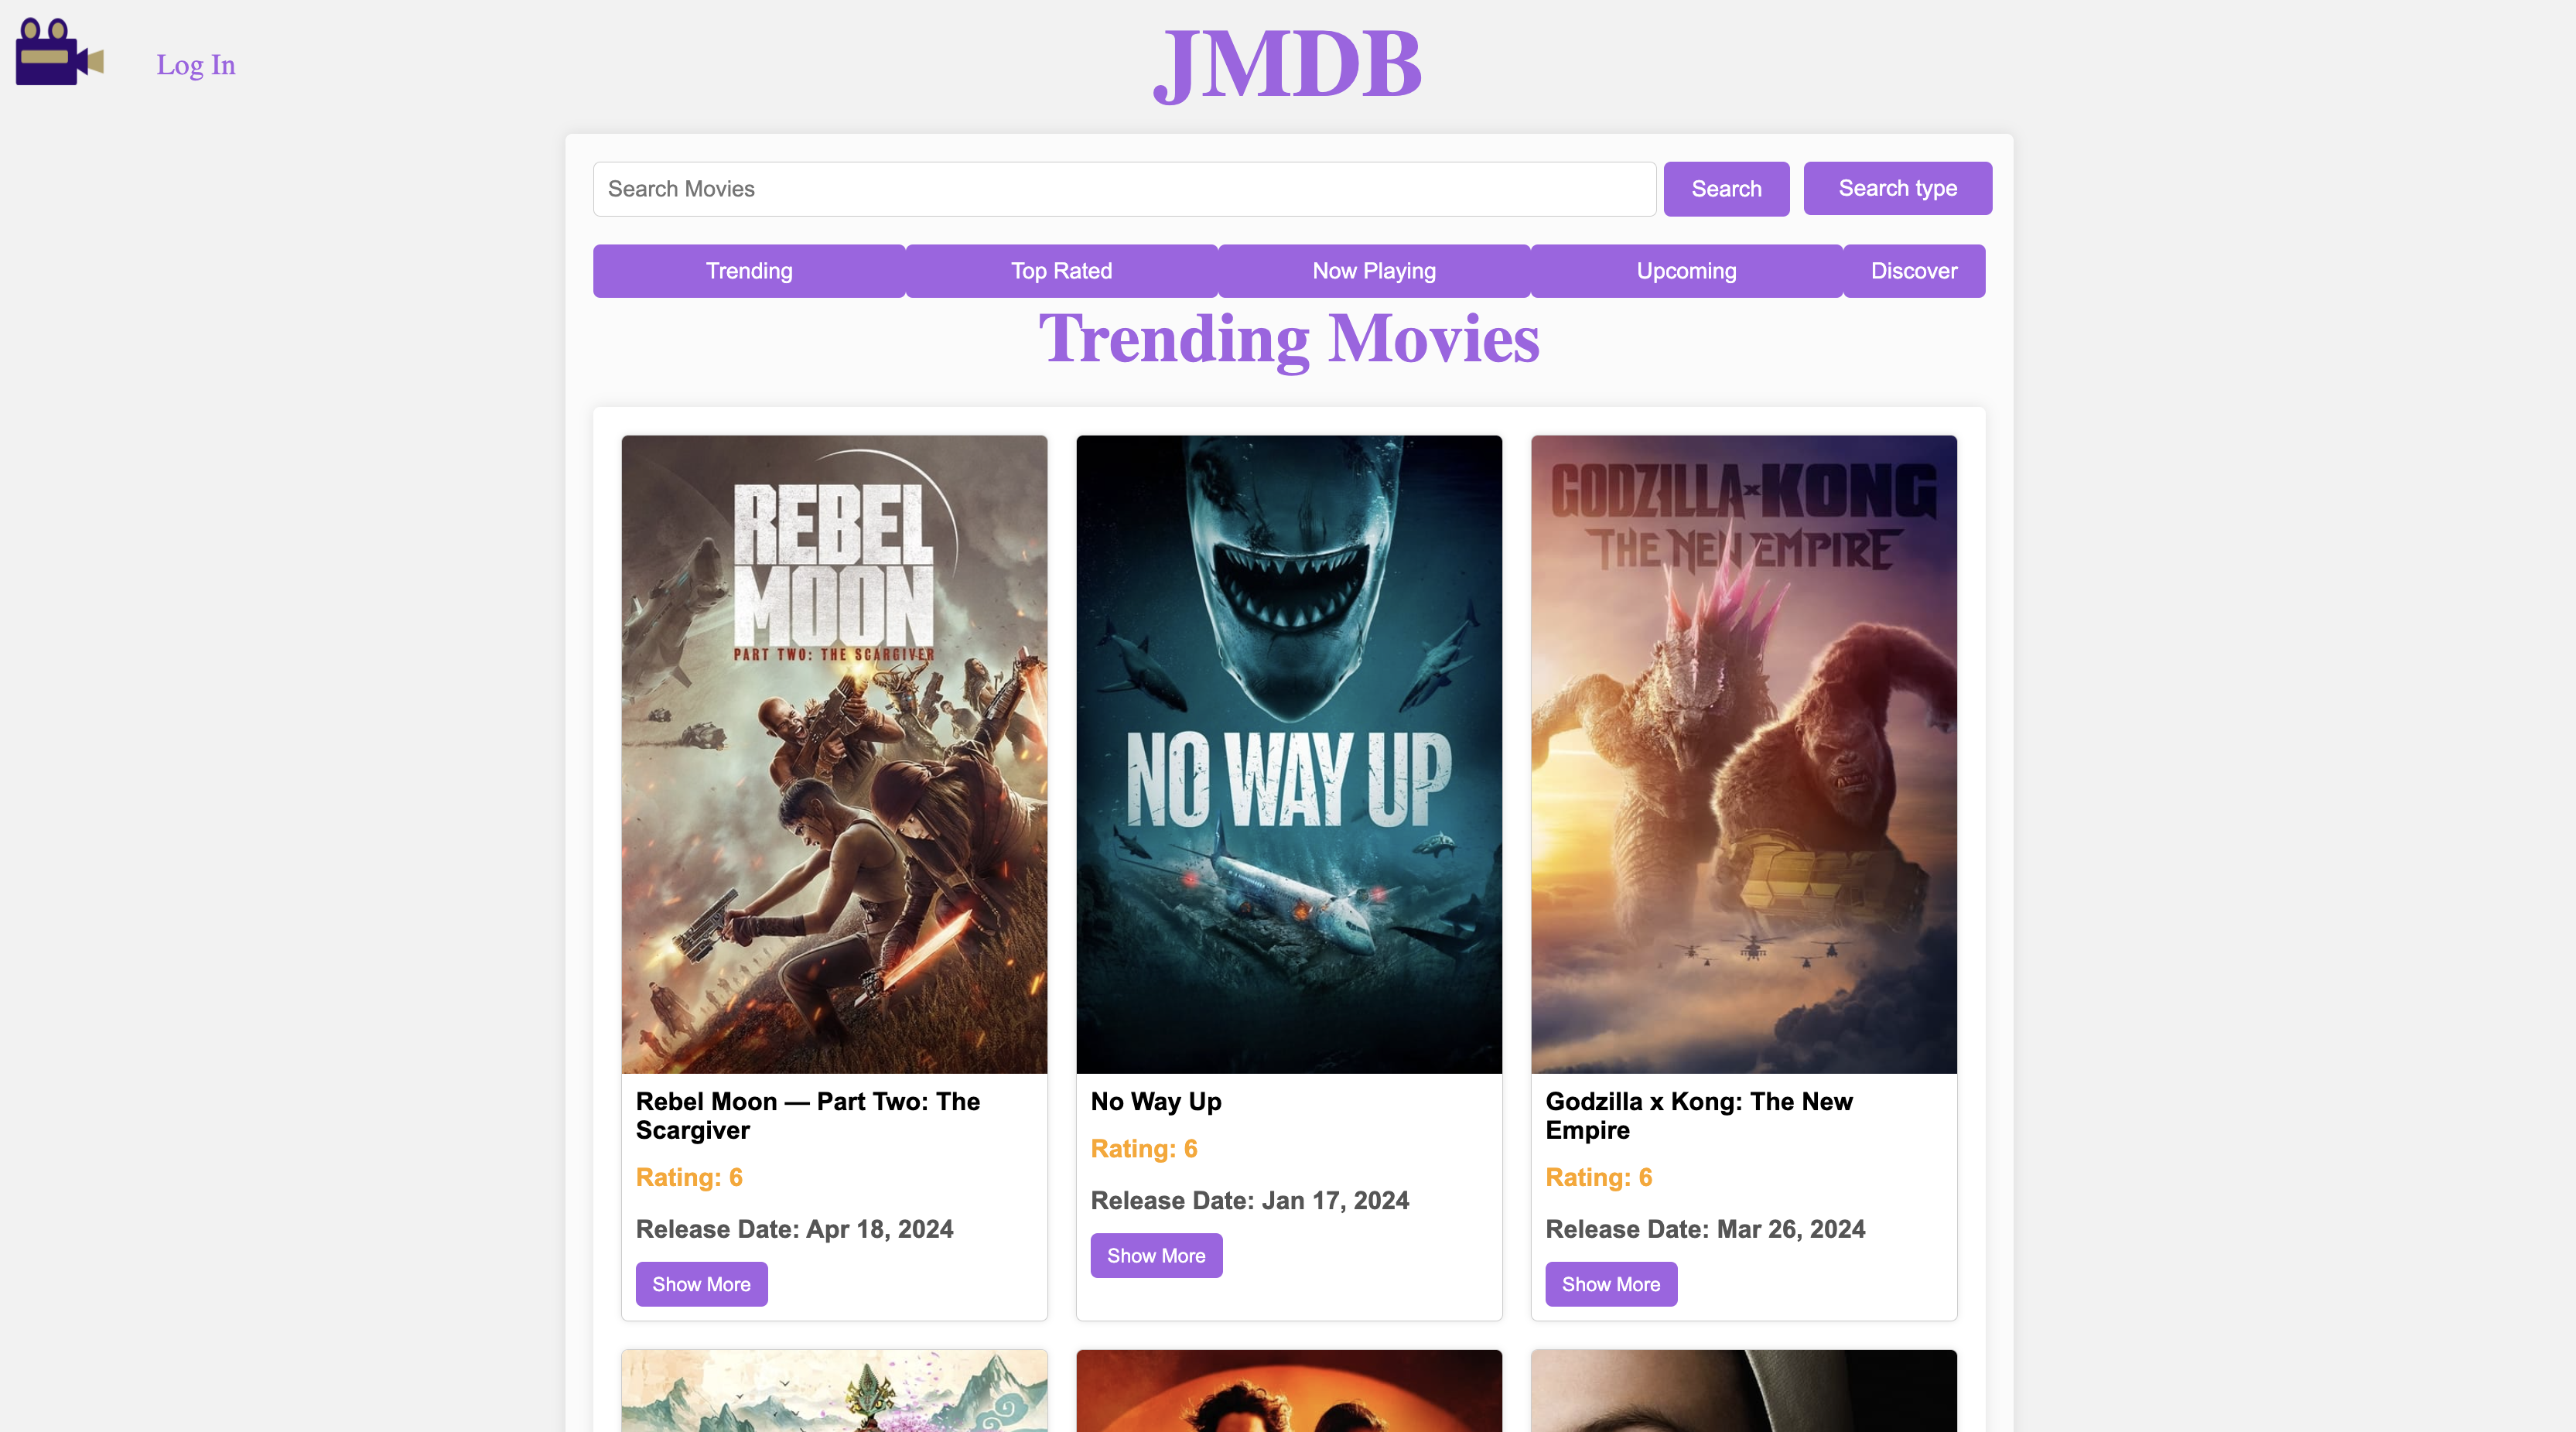 Log In
JMDB
Search Movies
Search
Search type
Trending
Top Rated
Now Playing
Upcoming
Discover
Trending Movies
REBEL
MOON
PART TWO: THE SCARGIVER
NO WAY UP
GODZILLA x KONG
THE NEW EMPIRE
Rebel Moon — Part Two: The
Scargiver
Rating: 6
Release Date: Apr 18, 2024
Show More
No Way Up
Rating: 6
Release Date: Jan 17, 2024
Show More
Godzilla x Kong: The New
Empire
Rating: 6
Release Date: Mar 26, 2024
Show More